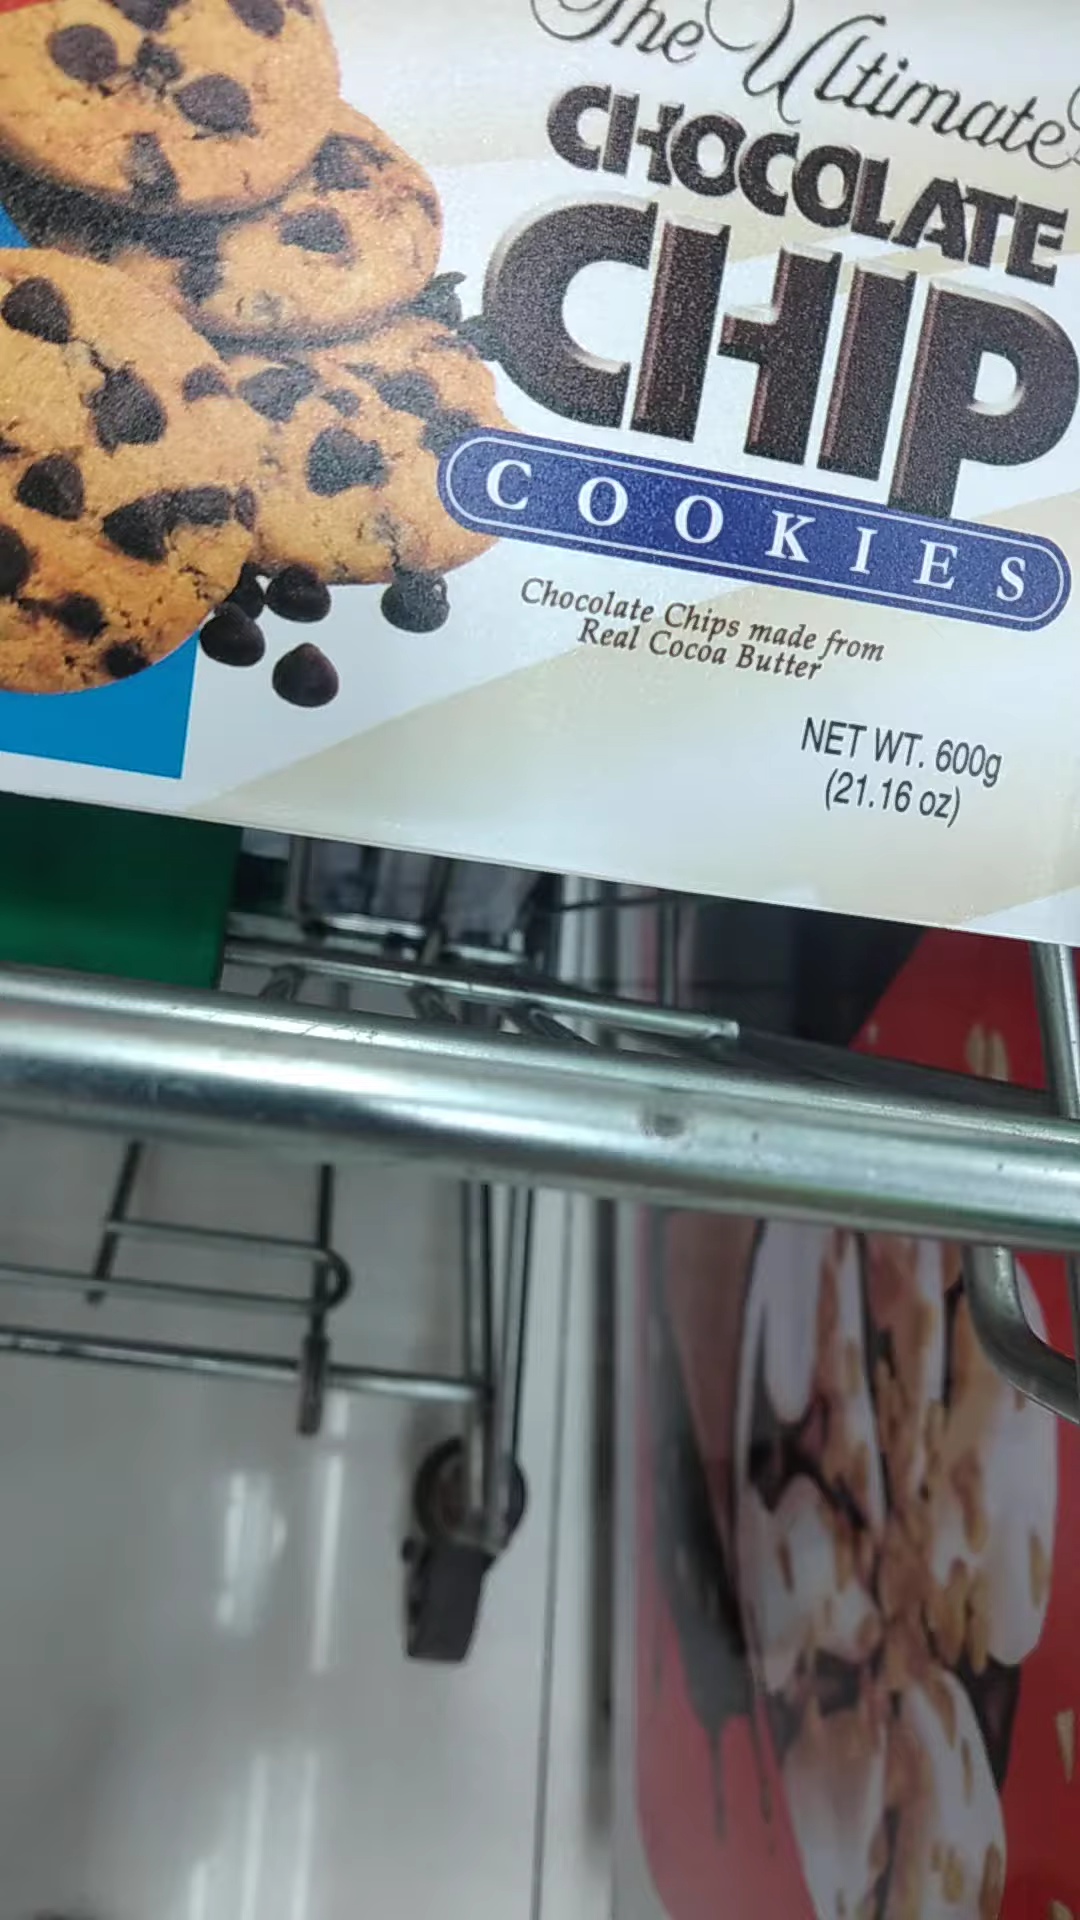 The Ultimate
CHOCOLATE
CHIP
COOKIES
Chocolate Chips made from
Real Cocoa Butter
NET WT. 600g
(21.16 oz)